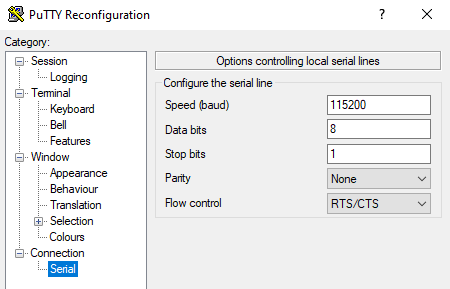 PuTTY Reconfiguration
Category:
Session
Logging
Terminal
Keyboard
Bell
Features
Window
Appearance
Behaviour
Translation
Selection
Colours
Connection
Serial
Options controlling local serial lines
Configure the serial line
Speed (baud) 115200
Data bits 8
Stop bits 1
Parity None
Flow control RTS/CTS